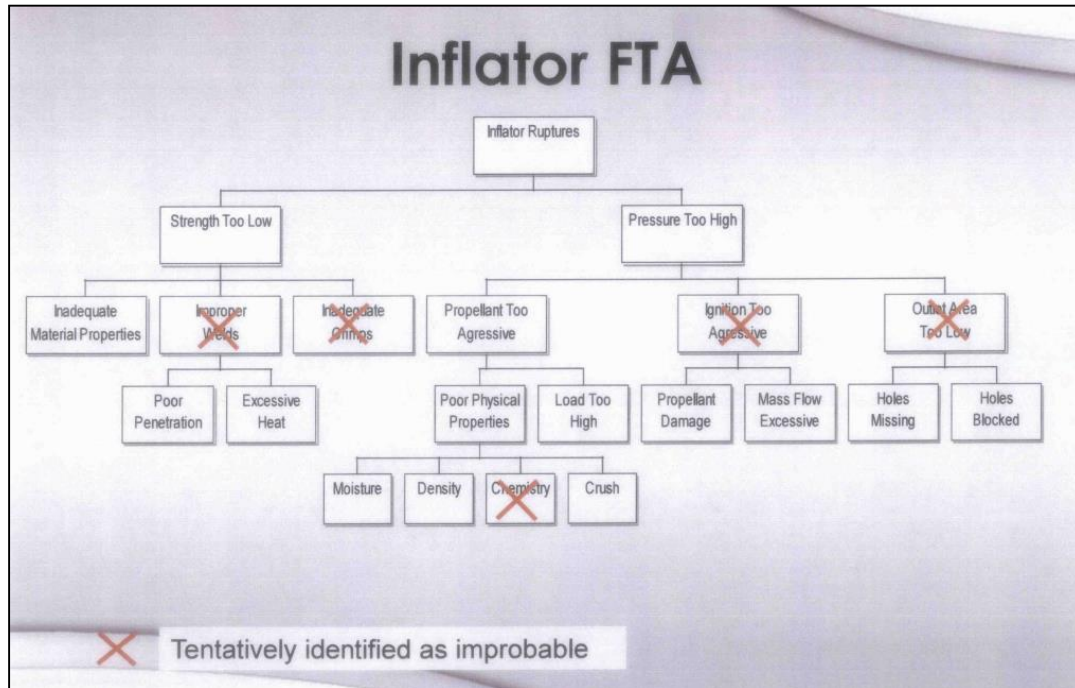 Inflator FTA
Inflator Ruptures
Strength Too Low
Pressure Too High
Inadequate
Material Properties
Improper
Welds
Inadequate
Crimps
Propellant Too
Agressive
Ignition Too
Agressive
Outlet Area
Too Low
Poor
Penetration
Excessive
Heat
Poor Physical
Properties
Load Too
High
Propellant
Damage
Mass Flow
Excessive
Holes
Missing
Holes
Blocked
Moisture
Density
Chemistry
Crush
Tentatively identified as improbable